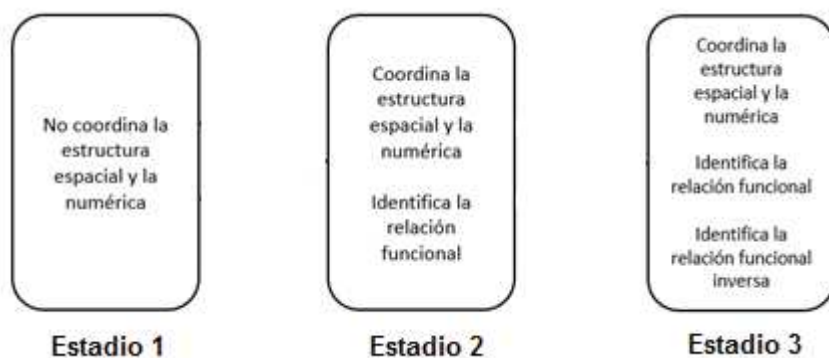 No coordina la
estructura
espacial y la
numérica
Estadio 1
Coordina la
estructura
espacial y la
numérica
Identifica la
relación
funcional
Estadio 2
Coordina la
estructura
espacial y la
numérica
Identifica la
relación funcional
Identifica la
relación funcional
inversa
Estadio 3